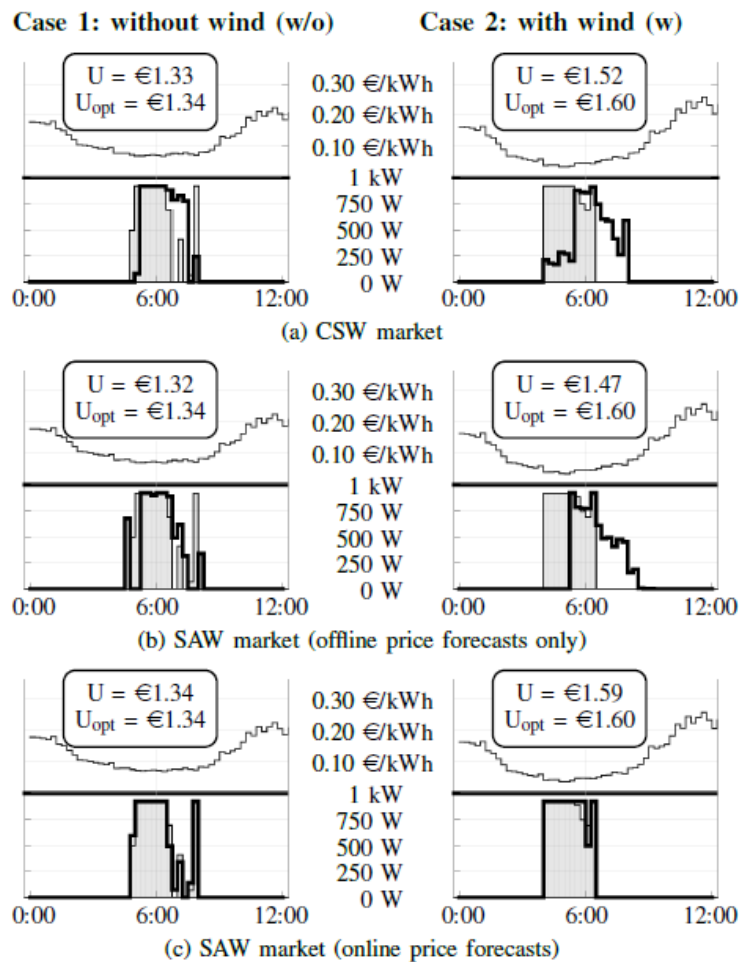 Case 1: without wind (w/o) Case 2: with wind (w)
U = €1.33
Uopt = €1.34
0.30 €/kWh
0.20 €/kWh
0.10 €/kWh
U = €1.52
Uopt = €1.60
1 kW
750 W
500 W
250 W
0 W
0:00 6:00 12:00 0:00 6:00 12:00
(a) CSW market
U = €1.32
Uopt = €1.34
0.30 €/kWh
0.20 €/kWh
0.10 €/kWh
U = €1.47
Uopt = €1.60
1 kW
750 W
500 W
250 W
0 W
0:00 6:00 12:00 0:00 6:00 12:00
(b) SAW market (offline price forecasts only)
U = €1.34
Uopt = €1.34
0.30 €/kWh
0.20 €/kWh
0.10 €/kWh
U = €1.59
Uopt = €1.60
1 kW
750 W
500 W
250 W
0 W
0:00 6:00 12:00 0:00 6:00 12:00
(c) SAW market (online price forecasts)